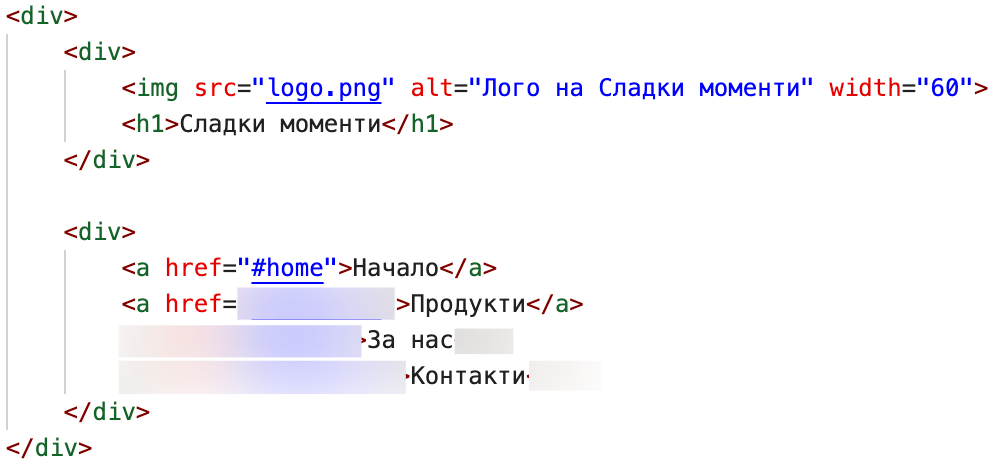 <div>
<div>
<img src="logo.png" alt="Лого на Сладки моменти" width="60">
<h1>Сладки моменти</h1>
</div>
<div>
<a href="#home">Начало</a>
<a href= >Продукти</a>
>За нас
>Контакти
</div>
</div>